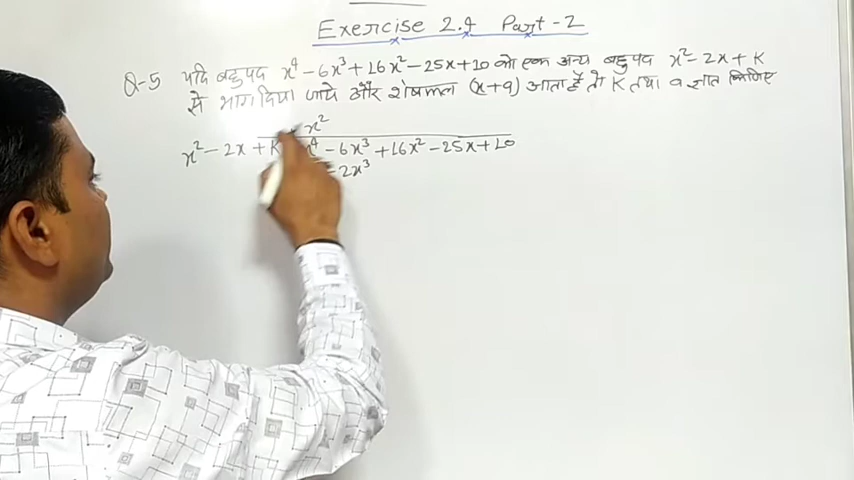 Exercise 2.4 Part-2
Q-5 यदि बहुपद x⁴ - 6x³ + 16x² - 25x + 10 को एक अन्य बहुपद x² - 2x + K
से भाग दिया जाये और शेषफल (x+a) आता है तो K तथा a ज्ञात कीजिए
x²
x² - 2x + K x⁴ - 6x³ + 16x² - 25x + 10
- 2x³